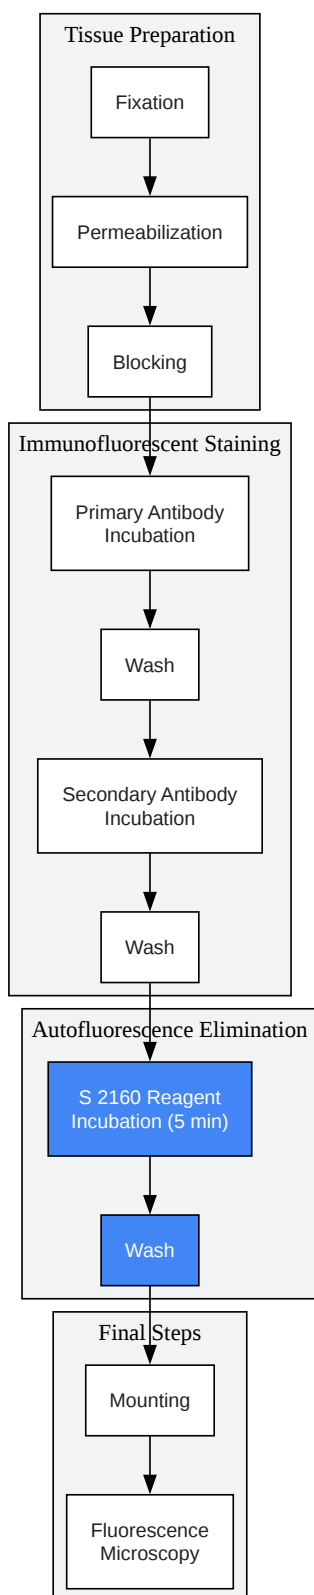 Tissue Preparation
Fixation
Permeabilization
Blocking
Immunofluorescent Staining
Primary Antibody
Incubation
Wash
Secondary Antibody
Incubation
Wash
Autofluorescence Elimination
S 2160 Reagent
Incubation (5 min)
Wash
Final Steps
Mounting
Fluorescence
Microscopy